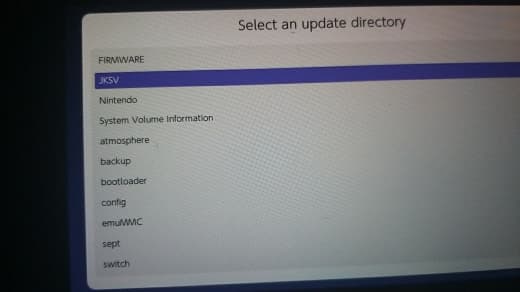 Select an update directory
FIRMWARE
JKSV
Nintendo
System Volume Information
atmosphere
backup
bootloader
config
emuMMC
sept
switch